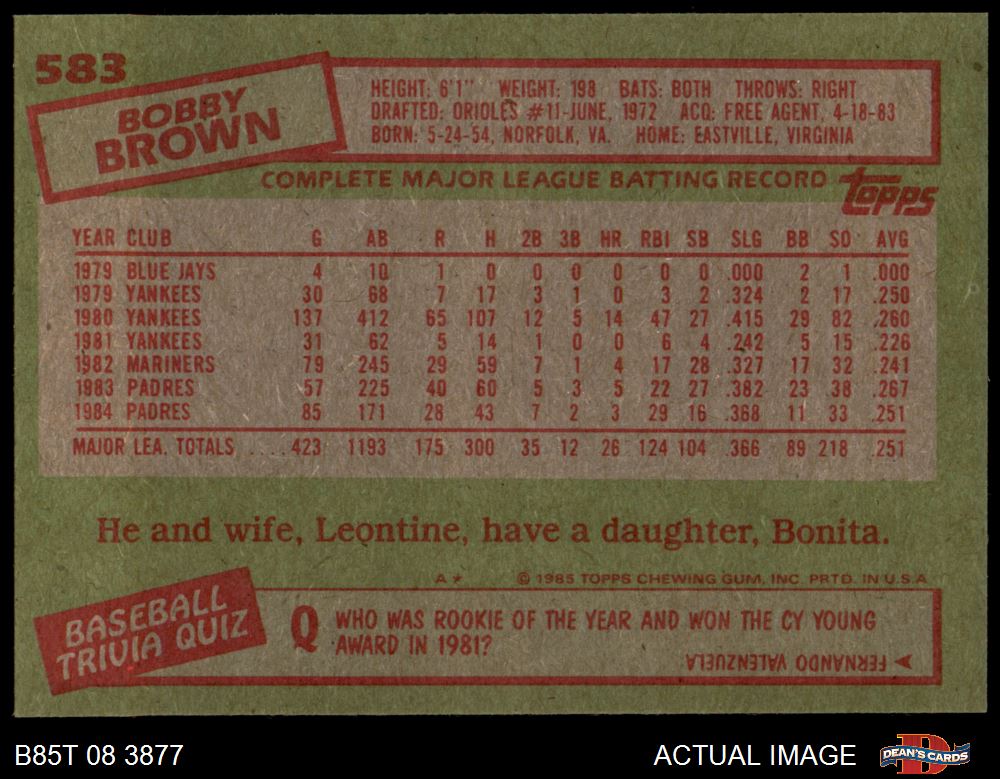 583
BOBBY
BROWN
HEIGHT: 6'1" WEIGHT: 198 BATS: BOTH THROWS: RIGHT
DRAFTED: ORIOLES #11-JUNE, 1972 ACQ: FREE AGENT, 4-18-83
BORN: 5-24-54, NORFOLK, VA. HOME: EASTVILLE, VIRGINIA
COMPLETE MAJOR LEAGUE BATTING RECORD topps
YEAR CLUB G AB R H 2B 3B HR RBI SB SLG BB SO AVG
1979 BLUE JAYS 4 10 1 0 0 0 0 0 0 .000 2 1 .000
1979 YANKEES 30 68 7 17 3 1 0 3 2 .324 2 17 .250
1980 YANKEES 137 412 65 107 12 5 14 47 27 .415 29 82 .260
1981 YANKEES 31 62 5 14 1 0 0 6 4 .242 5 15 .226
1982 MARINERS 79 245 29 59 7 1 4 17 28 .327 17 32 .241
1983 PADRES 57 225 40 60 5 3 5 22 27 .382 23 38 .267
1984 PADRES 85 171 28 43 7 2 3 29 16 .368 11 33 .251
MAJOR LEA. TOTALS ....423 1193 175 300 35 12 26 124 104 .366 89 218 .251
He and wife, Leontine, have a daughter, Bonita.
A* © 1985 TOPPS CHEWING GUM, INC. PRTD. IN U.S.A
BASEBALL
TRIVIA QUIZ
Q WHO WAS ROOKIE OF THE YEAR AND WON THE CY YOUNG
AWARD IN 1981?
FERNANDO VALENZUELA
B85T 08 3877 ACTUAL IMAGE DEAN'S CARDS